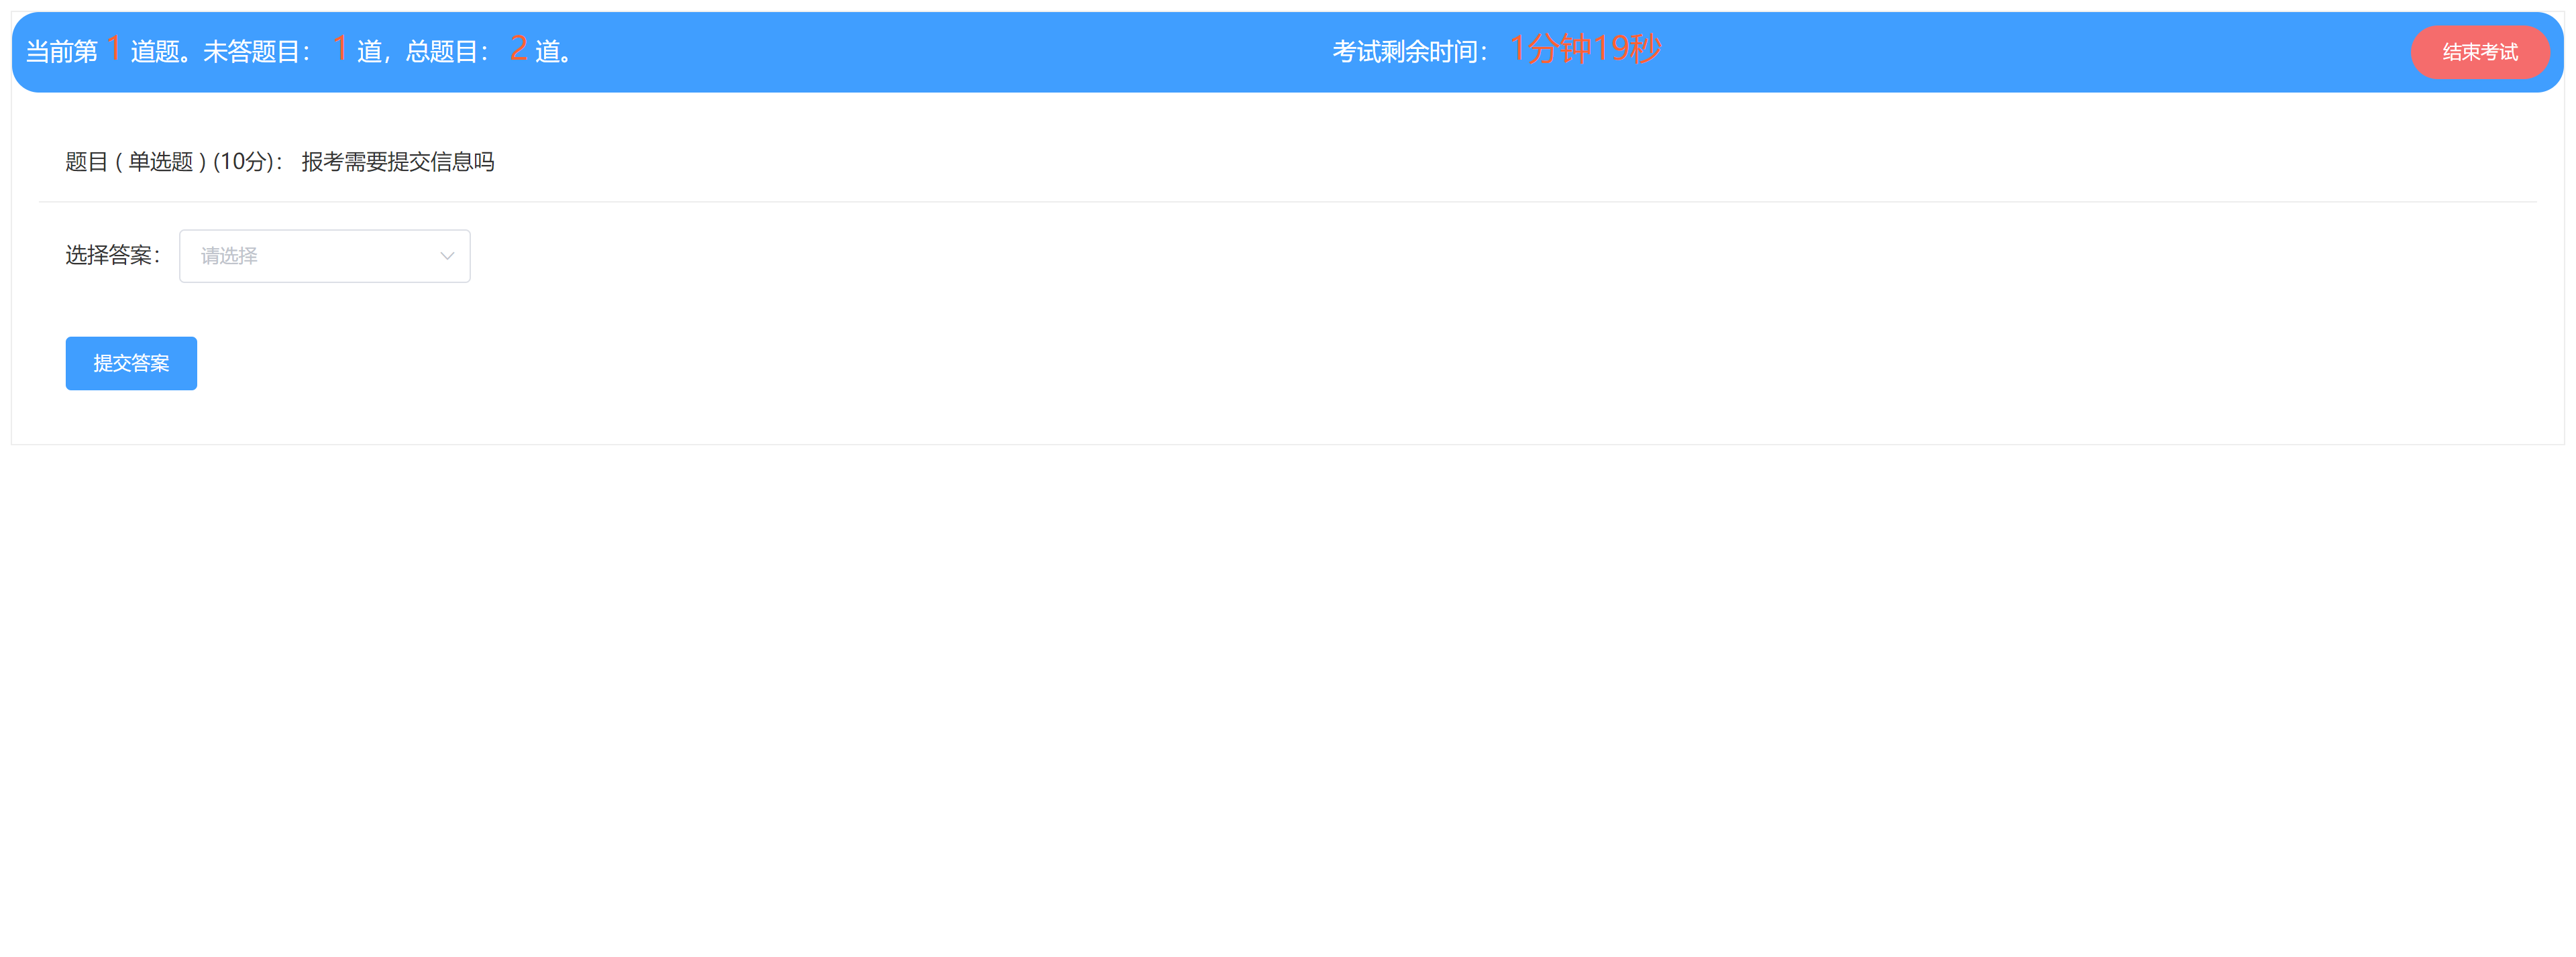 当前第 1 道题。未答题目： 1 道，总题目： 2 道。 考试剩余时间： 1分钟19秒 结束考试
题目 ( 单选题 ) (10分)： 报考需要提交信息吗
选择答案： 请选择
提交答案